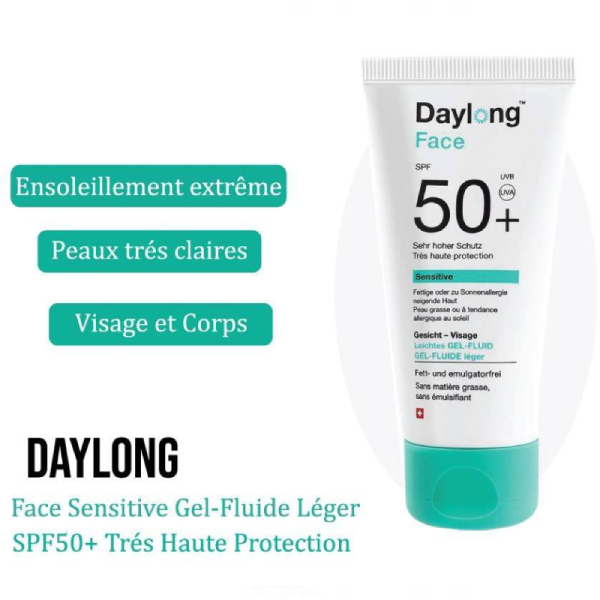 Ensoleillement extrême
Peaux trés claires
Visage et Corps
DAYLONG
Face Sensitive Gel-Fluide Léger
SPF50+ Trés Haute Protection
Daylong™
Face
SPF
50+
UVB
UVA
Sehr hoher Schutz
Très haute protection
Sensitive
Fettige oder zu Sonnenallergie
neigende Haut
Peau grasse ou à tendance
allergique au soleil
Gesicht – Visage
Leichtes GEL-FLUID
GEL-FLUIDE léger
Fett- und emulgatorfrei
Sans matière grasse,
sans émulsifiant